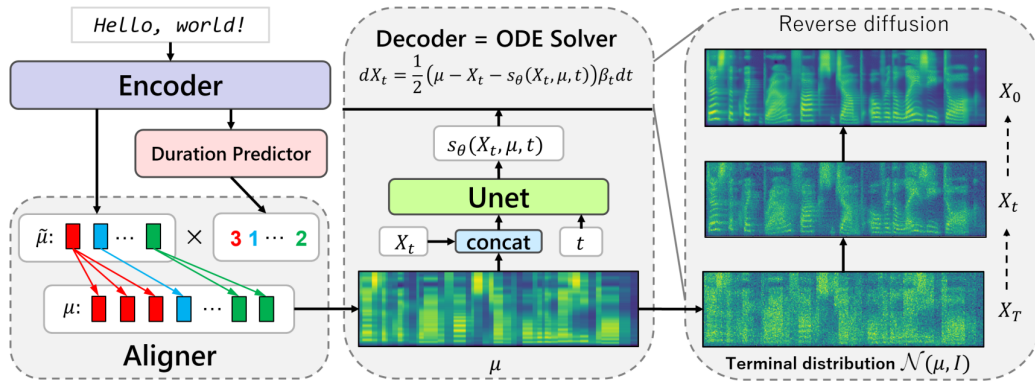 Hello, world!
Encoder
Duration Predictor
μ̃: ⋯ × 3 1 ⋯ 2
μ: ⋯
Aligner
Decoder = ODE Solver
dX_t = 1/2 (μ − X_t − s_θ(X_t, μ, t)) β_t dt
s_θ(X_t, μ, t)
Unet
X_t concat t
μ
Reverse diffusion
X_0
X_t
X_T
Terminal distribution 𝒩(μ, I)